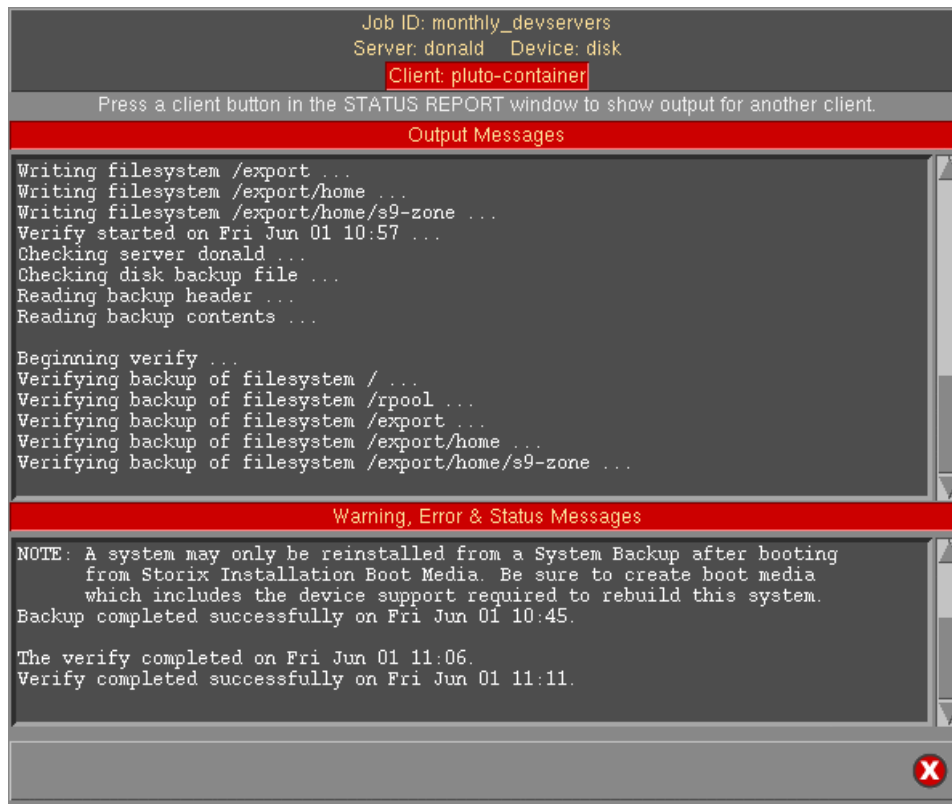 Job ID: monthly_devservers
Server: donald Device: disk
Client: pluto-container
Press a client button in the STATUS REPORT window to show output for another client.
Output Messages
Writing filesystem /export ...
Writing filesystem /export/home ...
Writing filesystem /export/home/s9-zone ...
Verify started on Fri Jun 01 10:57 ...
Checking server donald ...
Checking disk backup file ...
Reading backup header ...
Reading backup contents ...
Beginning verify ...
Verifying backup of filesystem / ...
Verifying backup of filesystem /rpool ...
Verifying backup of filesystem /export ...
Verifying backup of filesystem /export/home ...
Verifying backup of filesystem /export/home/s9-zone ...
Warning, Error & Status Messages
NOTE: A system may only be reinstalled from a System Backup after booting
from Storix Installation Boot Media. Be sure to create boot media
which includes the device support required to rebuild this system.
Backup completed successfully on Fri Jun 01 10:45.
The verify completed on Fri Jun 01 11:06.
Verify completed successfully on Fri Jun 01 11:11.